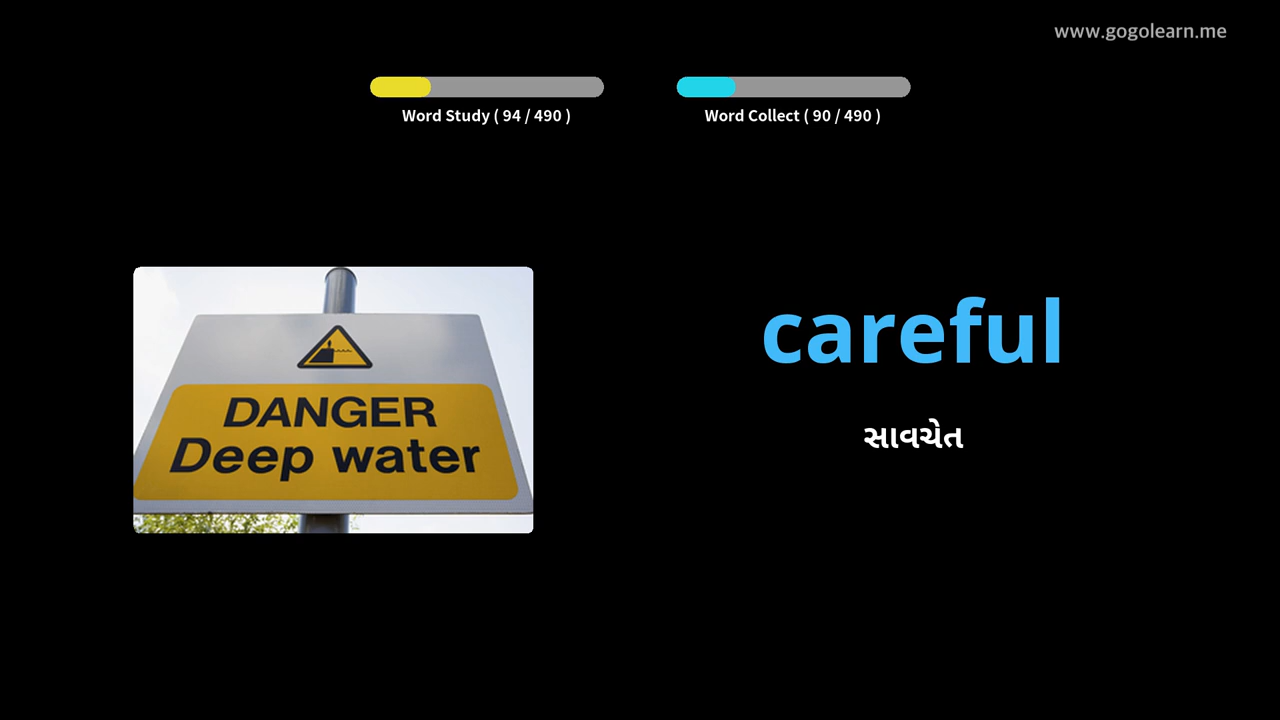 www.gogolearn.me
Word Study ( 94 / 490 )
Word Collect ( 90 / 490 )
DANGER
Deep water
careful
સાવચેત